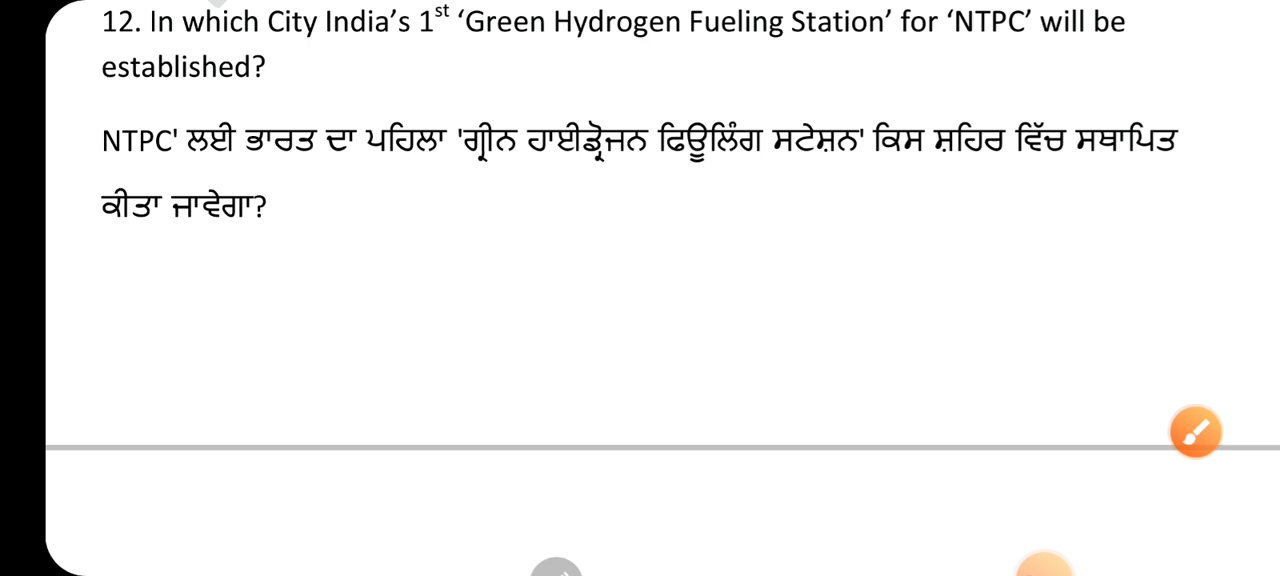 12. In which City India’s 1st ‘Green Hydrogen Fueling Station’ for ‘NTPC’ will be
established?
NTPC' ਲਈ ਭਾਰਤ ਦਾ ਪਹਿਲਾ 'ਗ੍ਰੀਨ ਹਾਈਡ੍ਰੋਜਨ ਫਿਊਲਿੰਗ ਸਟੇਸ਼ਨ' ਕਿਸ ਸ਼ਹਿਰ ਵਿੱਚ ਸਥਾਪਿਤ
ਕੀਤਾ ਜਾਵੇਗਾ?